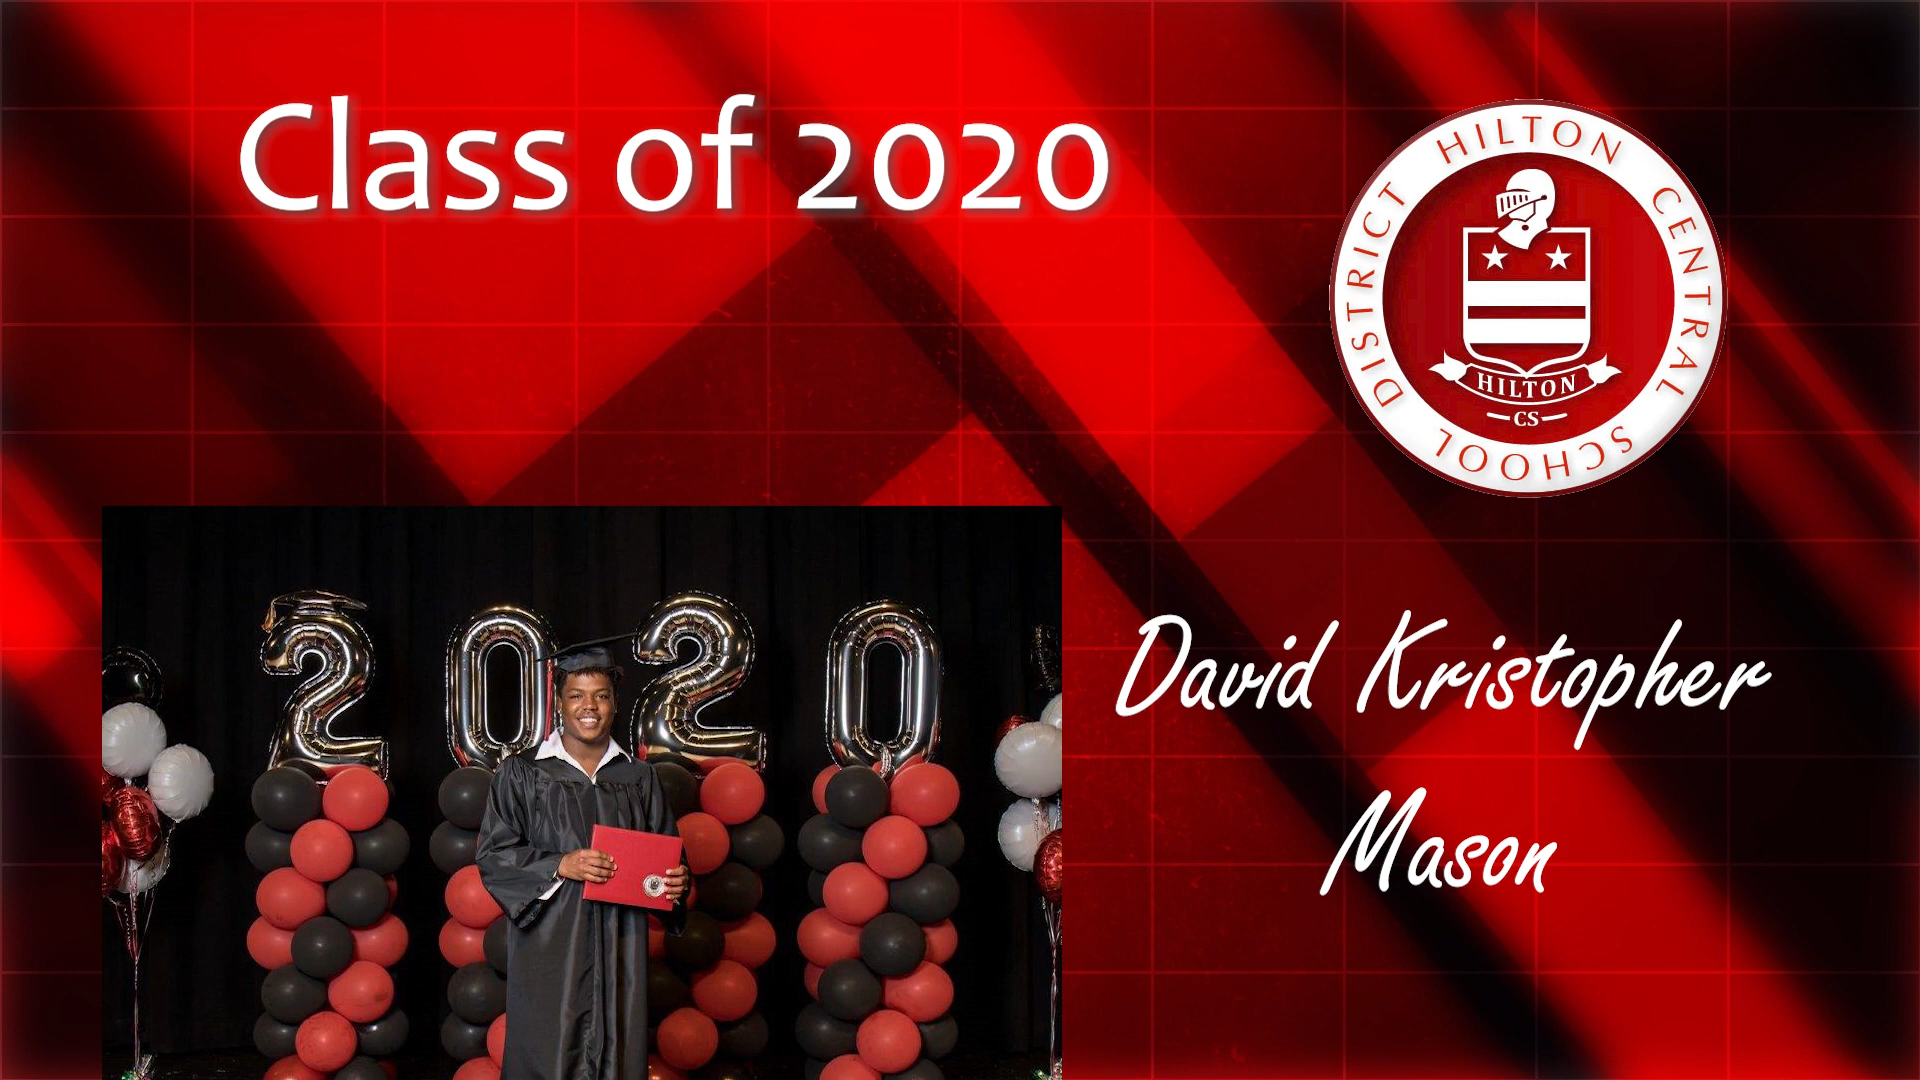 Class of 2020
HILTON CENTRAL SCHOOL DISTRICT
HILTON
CS
2020
David Kristopher
Mason